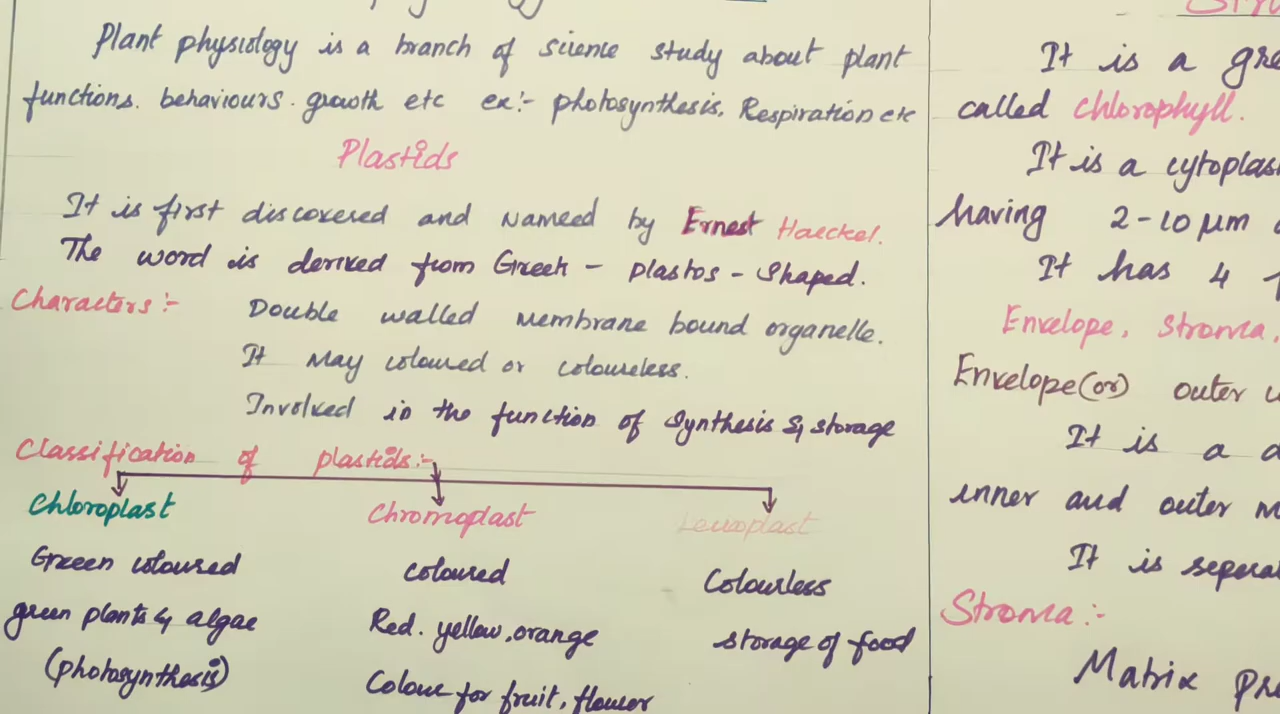 Plant physiology is a branch of science study about plant
functions. behaviours. growth etc ex:- photosynthesis, Respiration etc
Plastids
It is first discovered and Nameed by Ernest Haeckel.
The word is derived from Greek - plastos - Shaped.
Characters:- Double walled membrane bound organelle.
It May coloured or colourless.
Involved in the function of Synthesis & storage
Classification of plastids:-
Chloroplast Chromoplast Leucoplast
Green coloured coloured Colourless
green plants & algae Red. yellow, orange storage of food
(photosynthesis) Colour for fruit, flower
It is a
called chlorophyll.
It is a
having 2-10 µm
It has 4
Envelope, Stroma,
Envelope (or) outer
It is a
inner and outer
It is
Stroma:-
Matrix